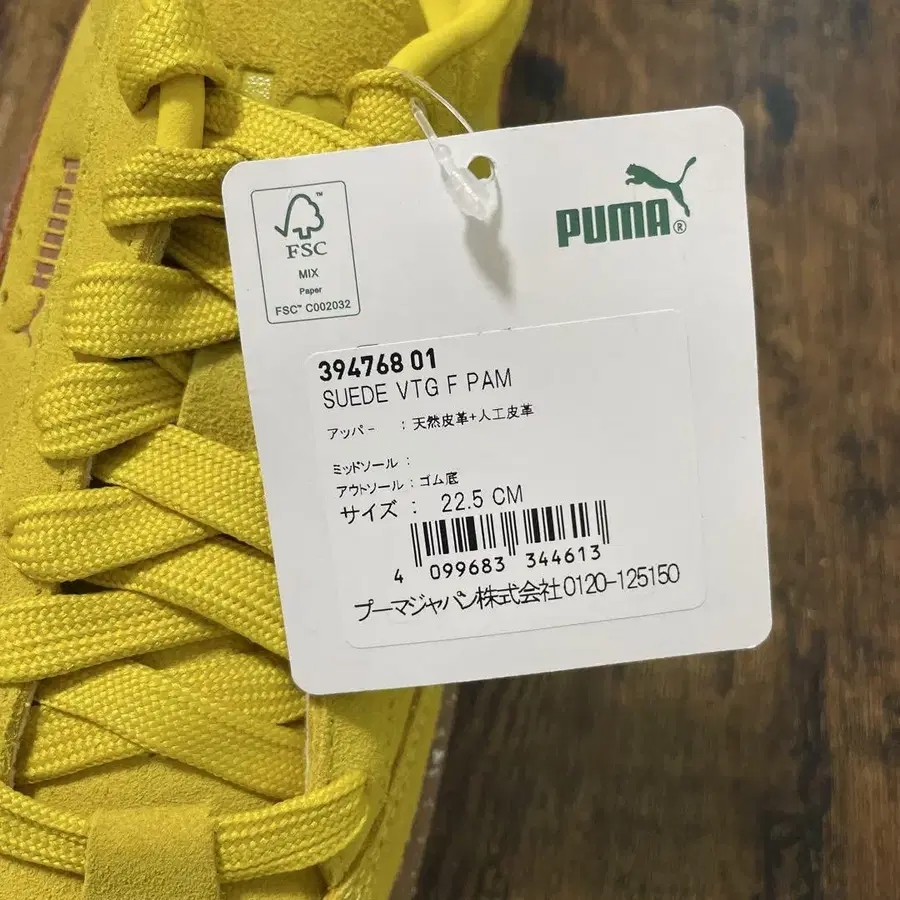 FSC™
MIX
Paper
FSC™ C002032
PUMA®
394768 01
SUEDE VTG F PAM
アッパー : 天然皮革+人工皮革
ミッドソール :
アウトソール : ゴム底
サイズ : 22.5 CM
4 099683 344613
プーマジャパン株式会社0120-125150
PUMA